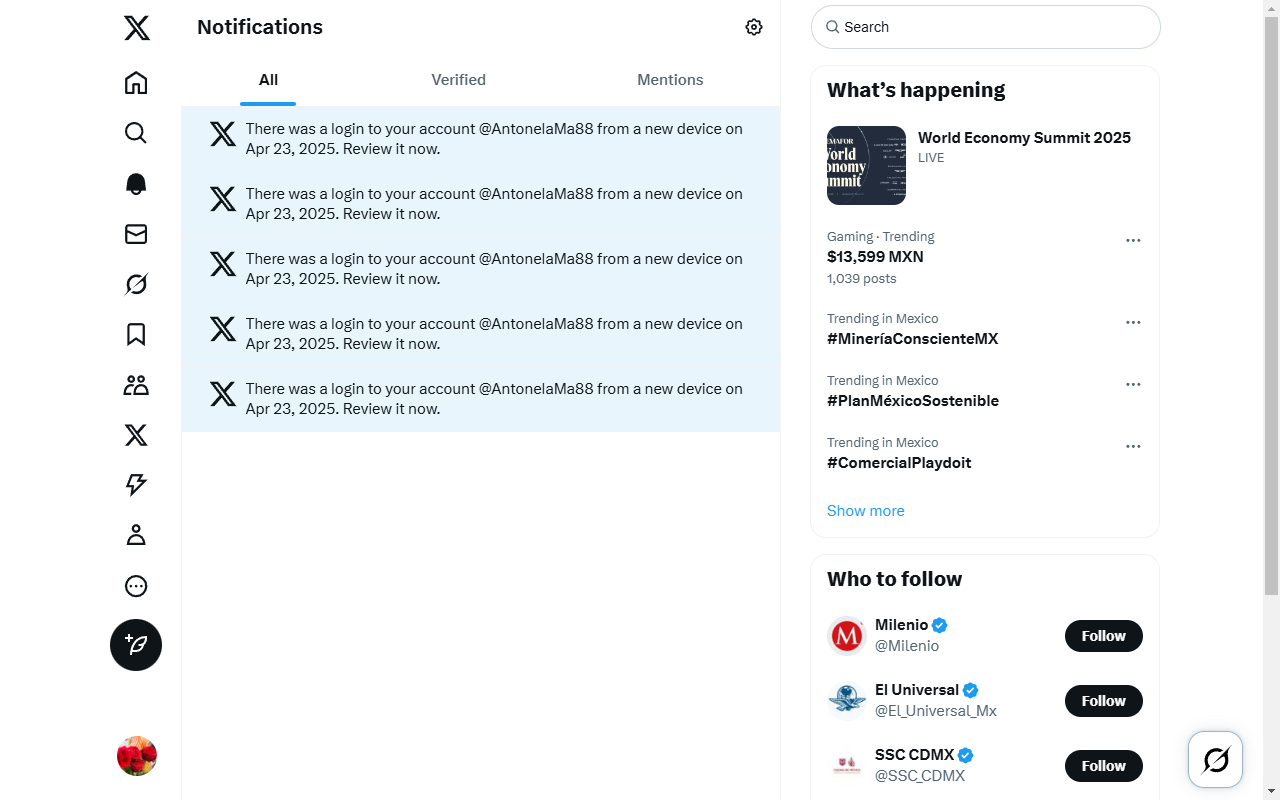 Notifications
All
Verified
Mentions
There was a login to your account @AntonelaMa88 from a new device on
Apr 23, 2025. Review it now.
There was a login to your account @AntonelaMa88 from a new device on
Apr 23, 2025. Review it now.
There was a login to your account @AntonelaMa88 from a new device on
Apr 23, 2025. Review it now.
There was a login to your account @AntonelaMa88 from a new device on
Apr 23, 2025. Review it now.
There was a login to your account @AntonelaMa88 from a new device on
Apr 23, 2025. Review it now.
Search
What’s happening
World Economy Summit 2025
LIVE
Gaming · Trending
$13,599 MXN
1,039 posts
Trending in Mexico
#MineríaConscienteMX
Trending in Mexico
#PlanMéxicoSostenible
Trending in Mexico
#ComercialPlaydoit
Show more
Who to follow
Milenio
@Milenio
Follow
El Universal
@El_Universal_Mx
Follow
SSC CDMX
@SSC_CDMX
Follow